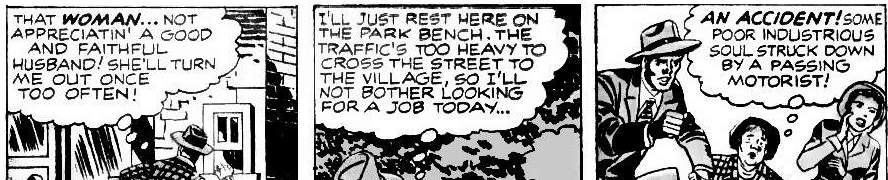 THAT WOMAN... NOT
APPRECIATIN' A GOOD
AND FAITHFUL
HUSBAND! SHE'LL TURN
ME OUT ONCE
TOO OFTEN!
I'LL JUST REST HERE ON
THE PARK BENCH. THE
TRAFFIC'S TOO HEAVY TO
CROSS THE STREET TO
THE VILLAGE, SO I'LL
NOT BOTHER LOOKING
FOR A JOB TODAY...
AN ACCIDENT! SOME
POOR INDUSTRIOUS
SOUL STRUCK DOWN
BY A PASSING
MOTORIST!